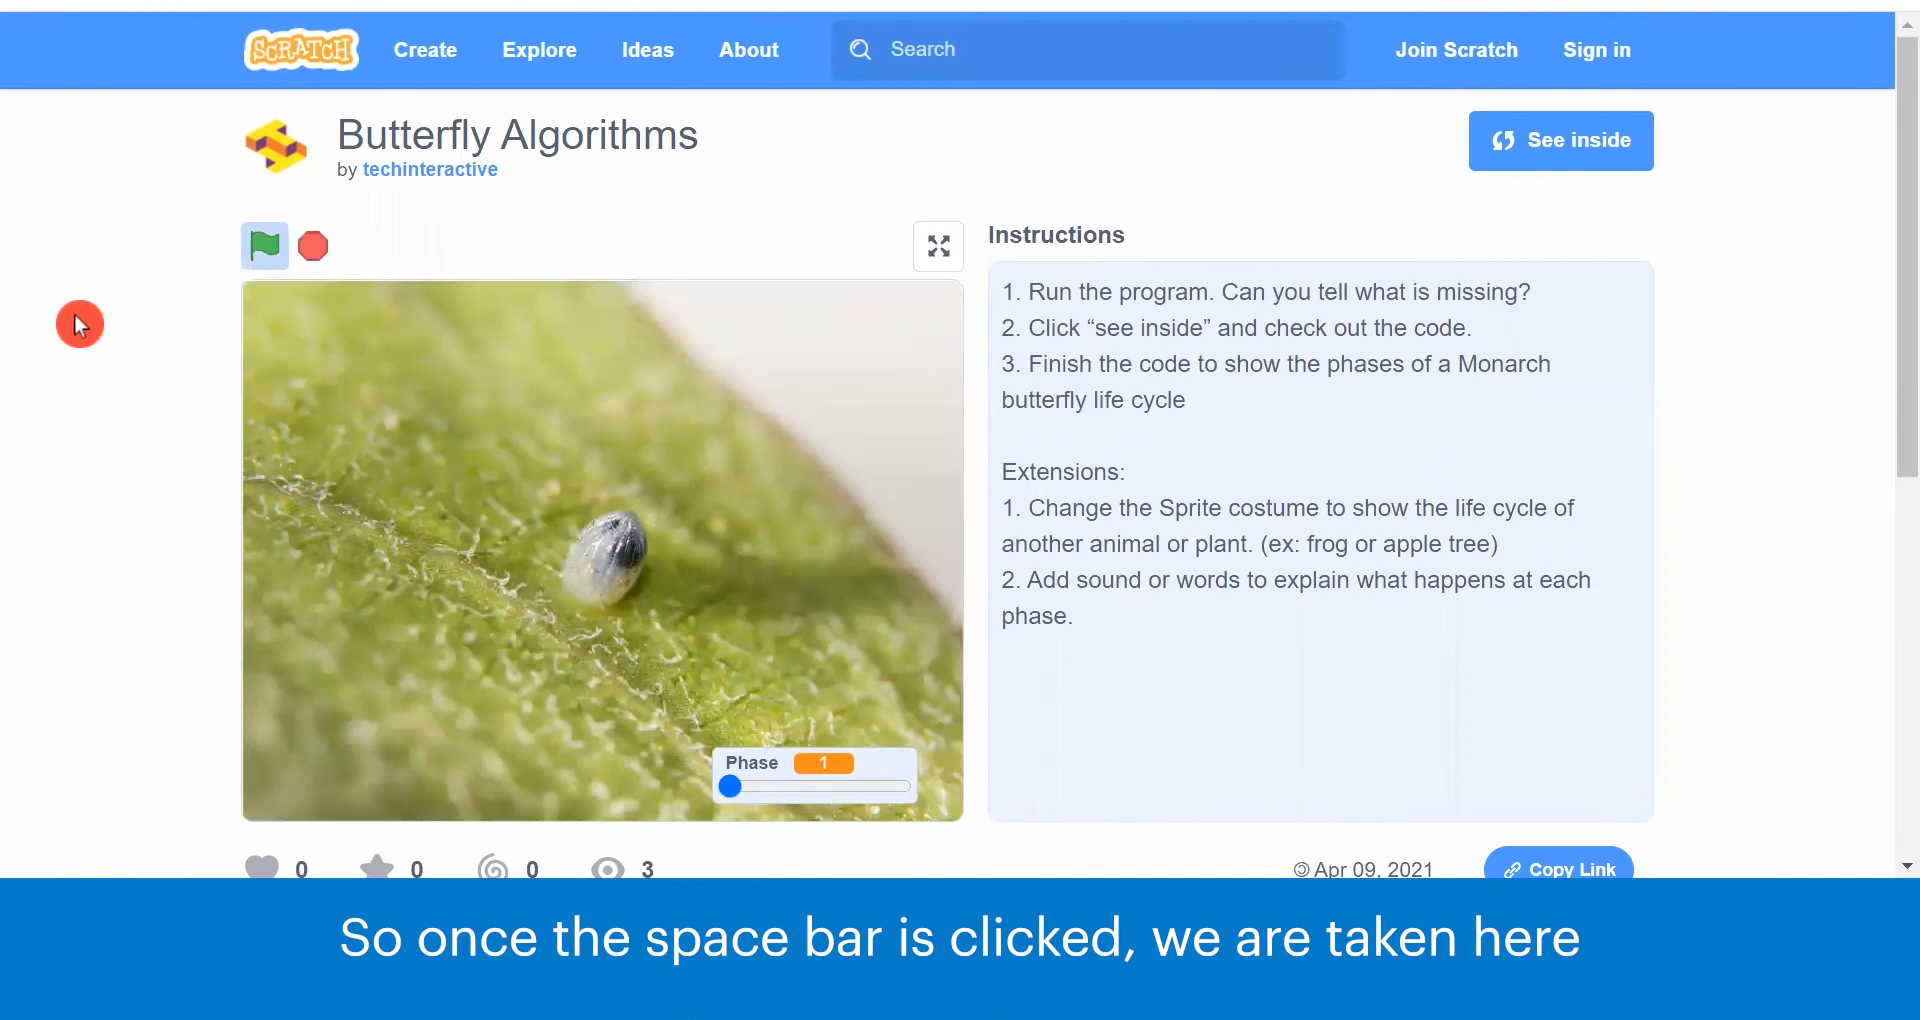 SCRATCH Create Explore Ideas About Search Join Scratch Sign in
Butterfly Algorithms
by techinteractive
See inside
Instructions
1. Run the program. Can you tell what is missing?
2. Click “see inside” and check out the code.
3. Finish the code to show the phases of a Monarch
butterfly life cycle
Extensions:
1. Change the Sprite costume to show the life cycle of
another animal or plant. (ex: frog or apple tree)
2. Add sound or words to explain what happens at each
phase.
Phase 1
0 0 0 3
© Apr 09, 2021
Copy Link
So once the space bar is clicked, we are taken here